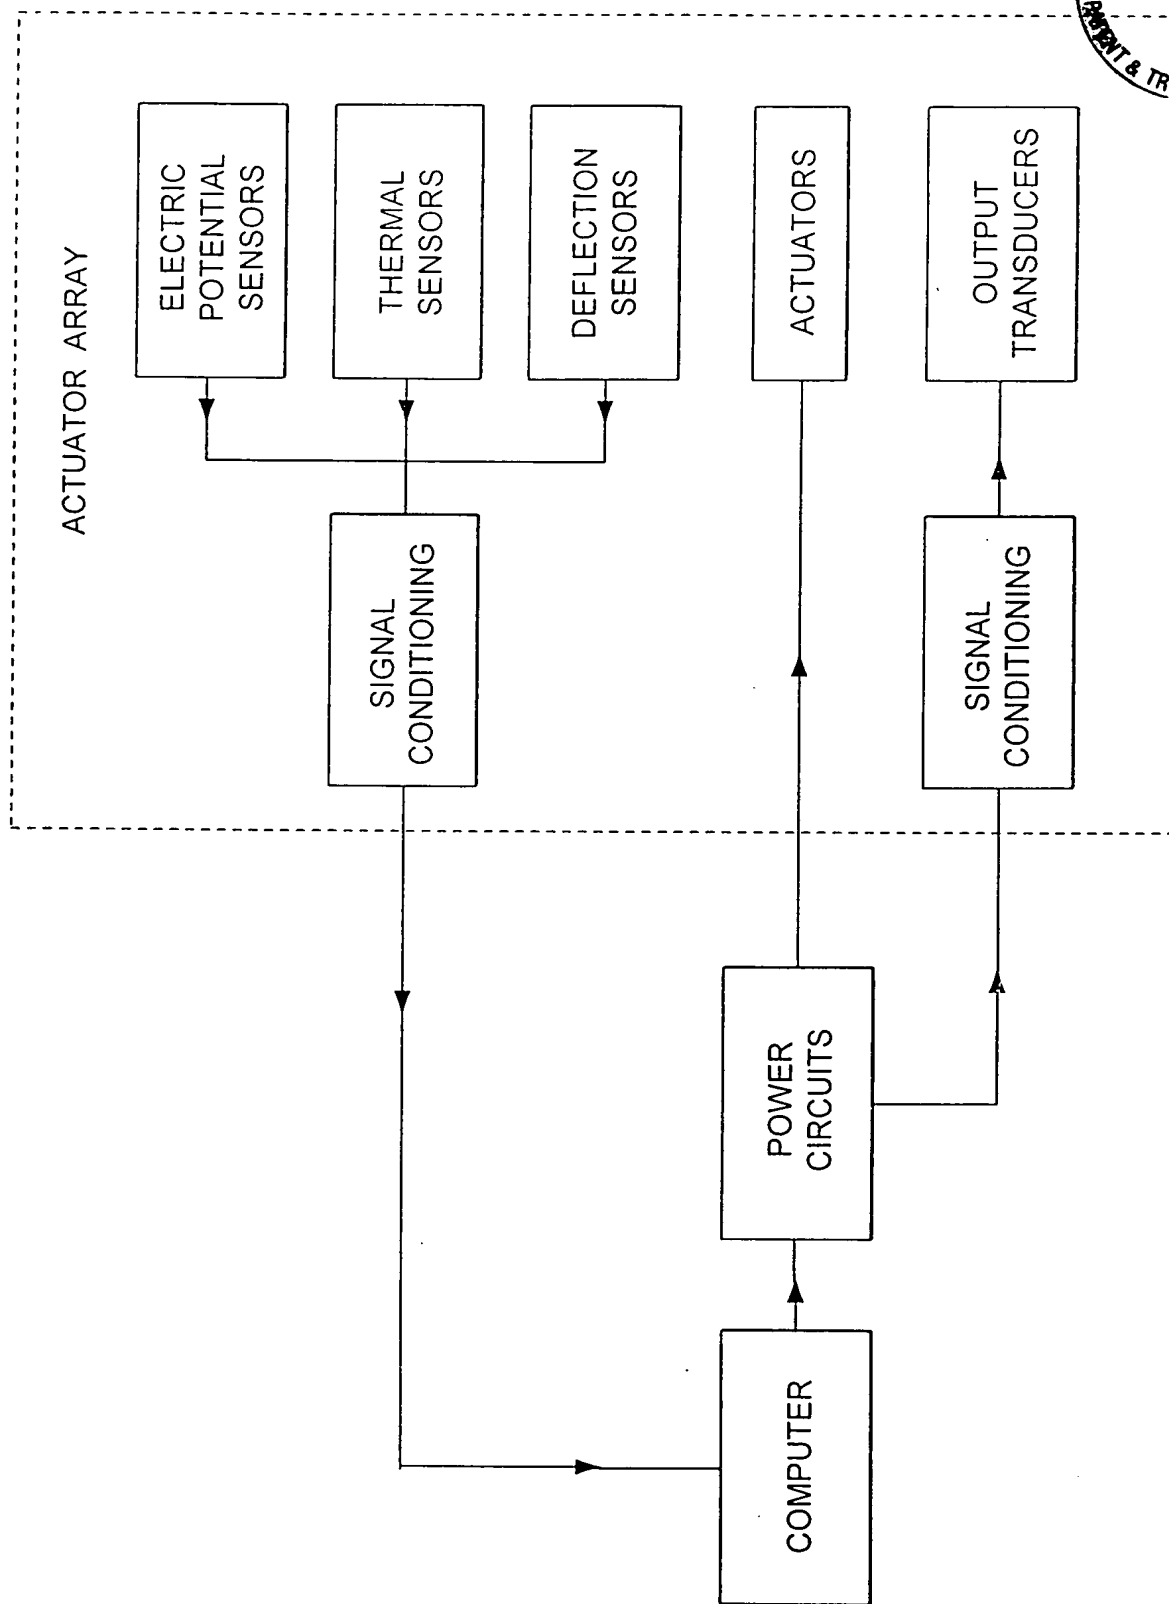 ACTUATOR ARRAY
ELECTRIC
POTENTIAL
SENSORS
THERMAL
SENSORS
DEFLECTION
SENSORS
ACTUATORS
OUTPUT
TRANSDUCERS
SIGNAL
CONDITIONING
SIGNAL
CONDITIONING
POWER
CIRCUITS
COMPUTER
& TR